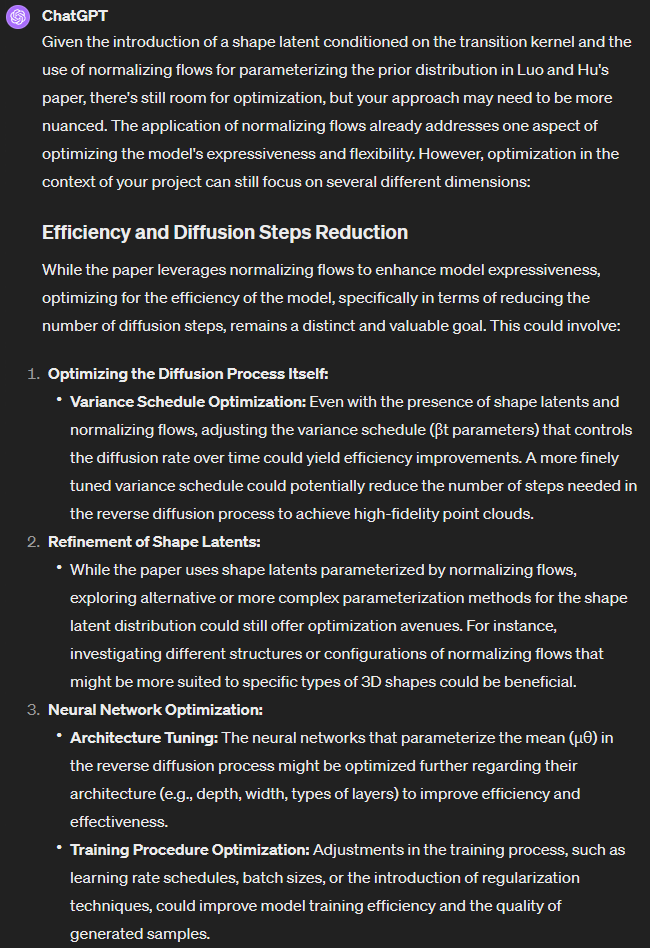 ChatGPT
Given the introduction of a shape latent conditioned on the transition kernel and the
use of normalizing flows for parameterizing the prior distribution in Luo and Hu's
paper, there's still room for optimization, but your approach may need to be more
nuanced. The application of normalizing flows already addresses one aspect of
optimizing the model's expressiveness and flexibility. However, optimization in the
context of your project can still focus on several different dimensions:
Efficiency and Diffusion Steps Reduction
While the paper leverages normalizing flows to enhance model expressiveness,
optimizing for the efficiency of the model, specifically in terms of reducing the
number of diffusion steps, remains a distinct and valuable goal. This could involve:
1. Optimizing the Diffusion Process Itself:
• Variance Schedule Optimization: Even with the presence of shape latents and
normalizing flows, adjusting the variance schedule (βt parameters) that controls
the diffusion rate over time could yield efficiency improvements. A more finely
tuned variance schedule could potentially reduce the number of steps needed in
the reverse diffusion process to achieve high-fidelity point clouds.
2. Refinement of Shape Latents:
• While the paper uses shape latents parameterized by normalizing flows,
exploring alternative or more complex parameterization methods for the shape
latent distribution could still offer optimization avenues. For instance,
investigating different structures or configurations of normalizing flows that
might be more suited to specific types of 3D shapes could be beneficial.
3. Neural Network Optimization:
• Architecture Tuning: The neural networks that parameterize the mean (μθ) in
the reverse diffusion process might be optimized further regarding their
architecture (e.g., depth, width, types of layers) to improve efficiency and
effectiveness.
• Training Procedure Optimization: Adjustments in the training process, such as
learning rate schedules, batch sizes, or the introduction of regularization
techniques, could improve model training efficiency and the quality of
generated samples.